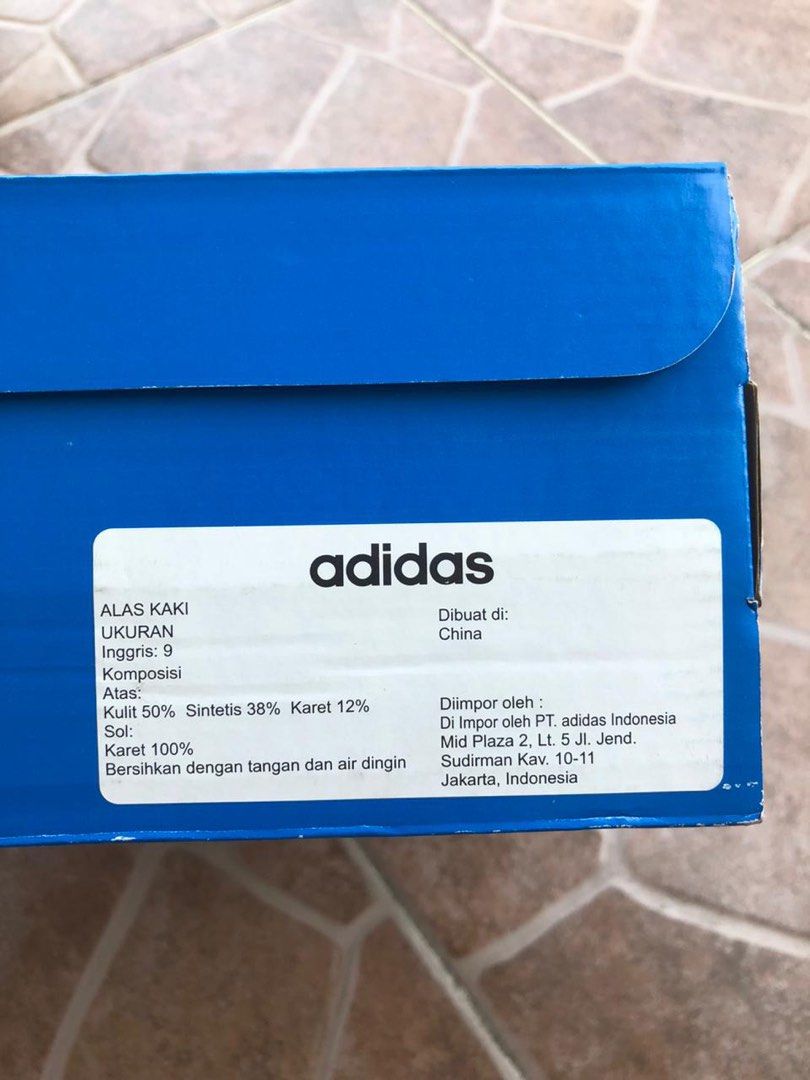 adidas
ALAS KAKI
UKURAN
Inggris: 9
Komposisi
Atas:
Kulit 50% Sintetis 38% Karet 12%
Sol:
Karet 100%
Bersihkan dengan tangan dan air dingin
Dibuat di:
China
Diimpor oleh :
Di Impor oleh PT. adidas Indonesia
Mid Plaza 2, Lt. 5 Jl. Jend.
Sudirman Kav. 10-11
Jakarta, Indonesia